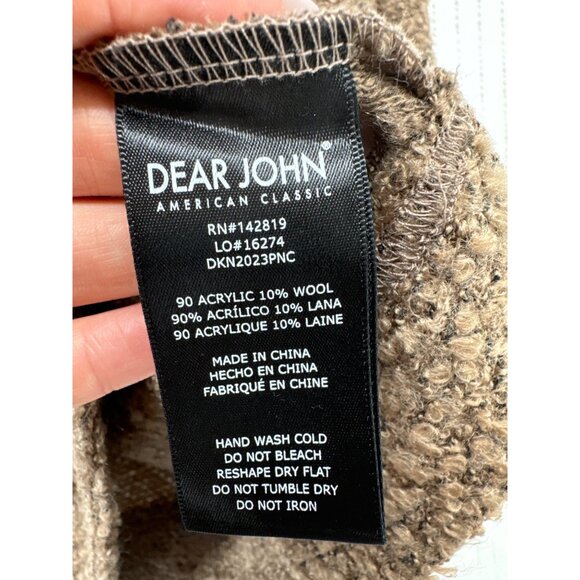 DEAR JOHN®
AMERICAN CLASSIC
RN#142819
LO#16274
DKN2023PNC
90 ACRYLIC 10% WOOL
90% ACRÍLICO 10% LANA
90 ACRYLIQUE 10% LAINE
MADE IN CHINA
HECHO EN CHINA
FABRIQUÉ EN CHINE
HAND WASH COLD
DO NOT BLEACH
RESHAPE DRY FLAT
DO NOT TUMBLE DRY
DO NOT IRON